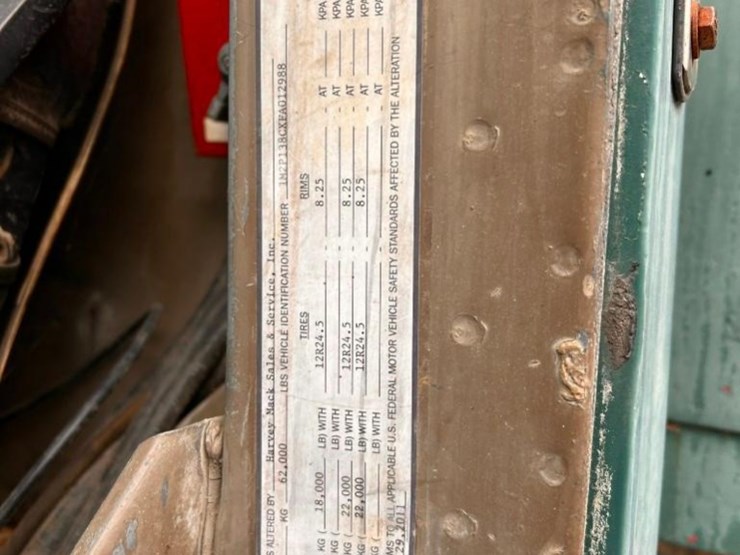 S ALTERED BY Harvey Mack Sales & Service, Inc.
KG 62,000 LBS VEHICLE IDENTIFICATION NUMBER
TIRES RIMS
KG ( 18,000 LB) WITH 12R24.5 - 8.25 - AT KPA
KG ( LB) WITH - - AT KPA
KG ( 22,000 LB) WITH 12R24.5 - 8.25 - AT KPA
KG ( 22,000 LB) WITH 12R24.5 - 8.25 - AT KPA
KG ( LB) WITH - - AT KPA
MS TO ALL APPLICABLE U.S. FEDERAL MOTOR VEHICLE SAFETY STANDARDS AFFECTED BY THE ALTERATION